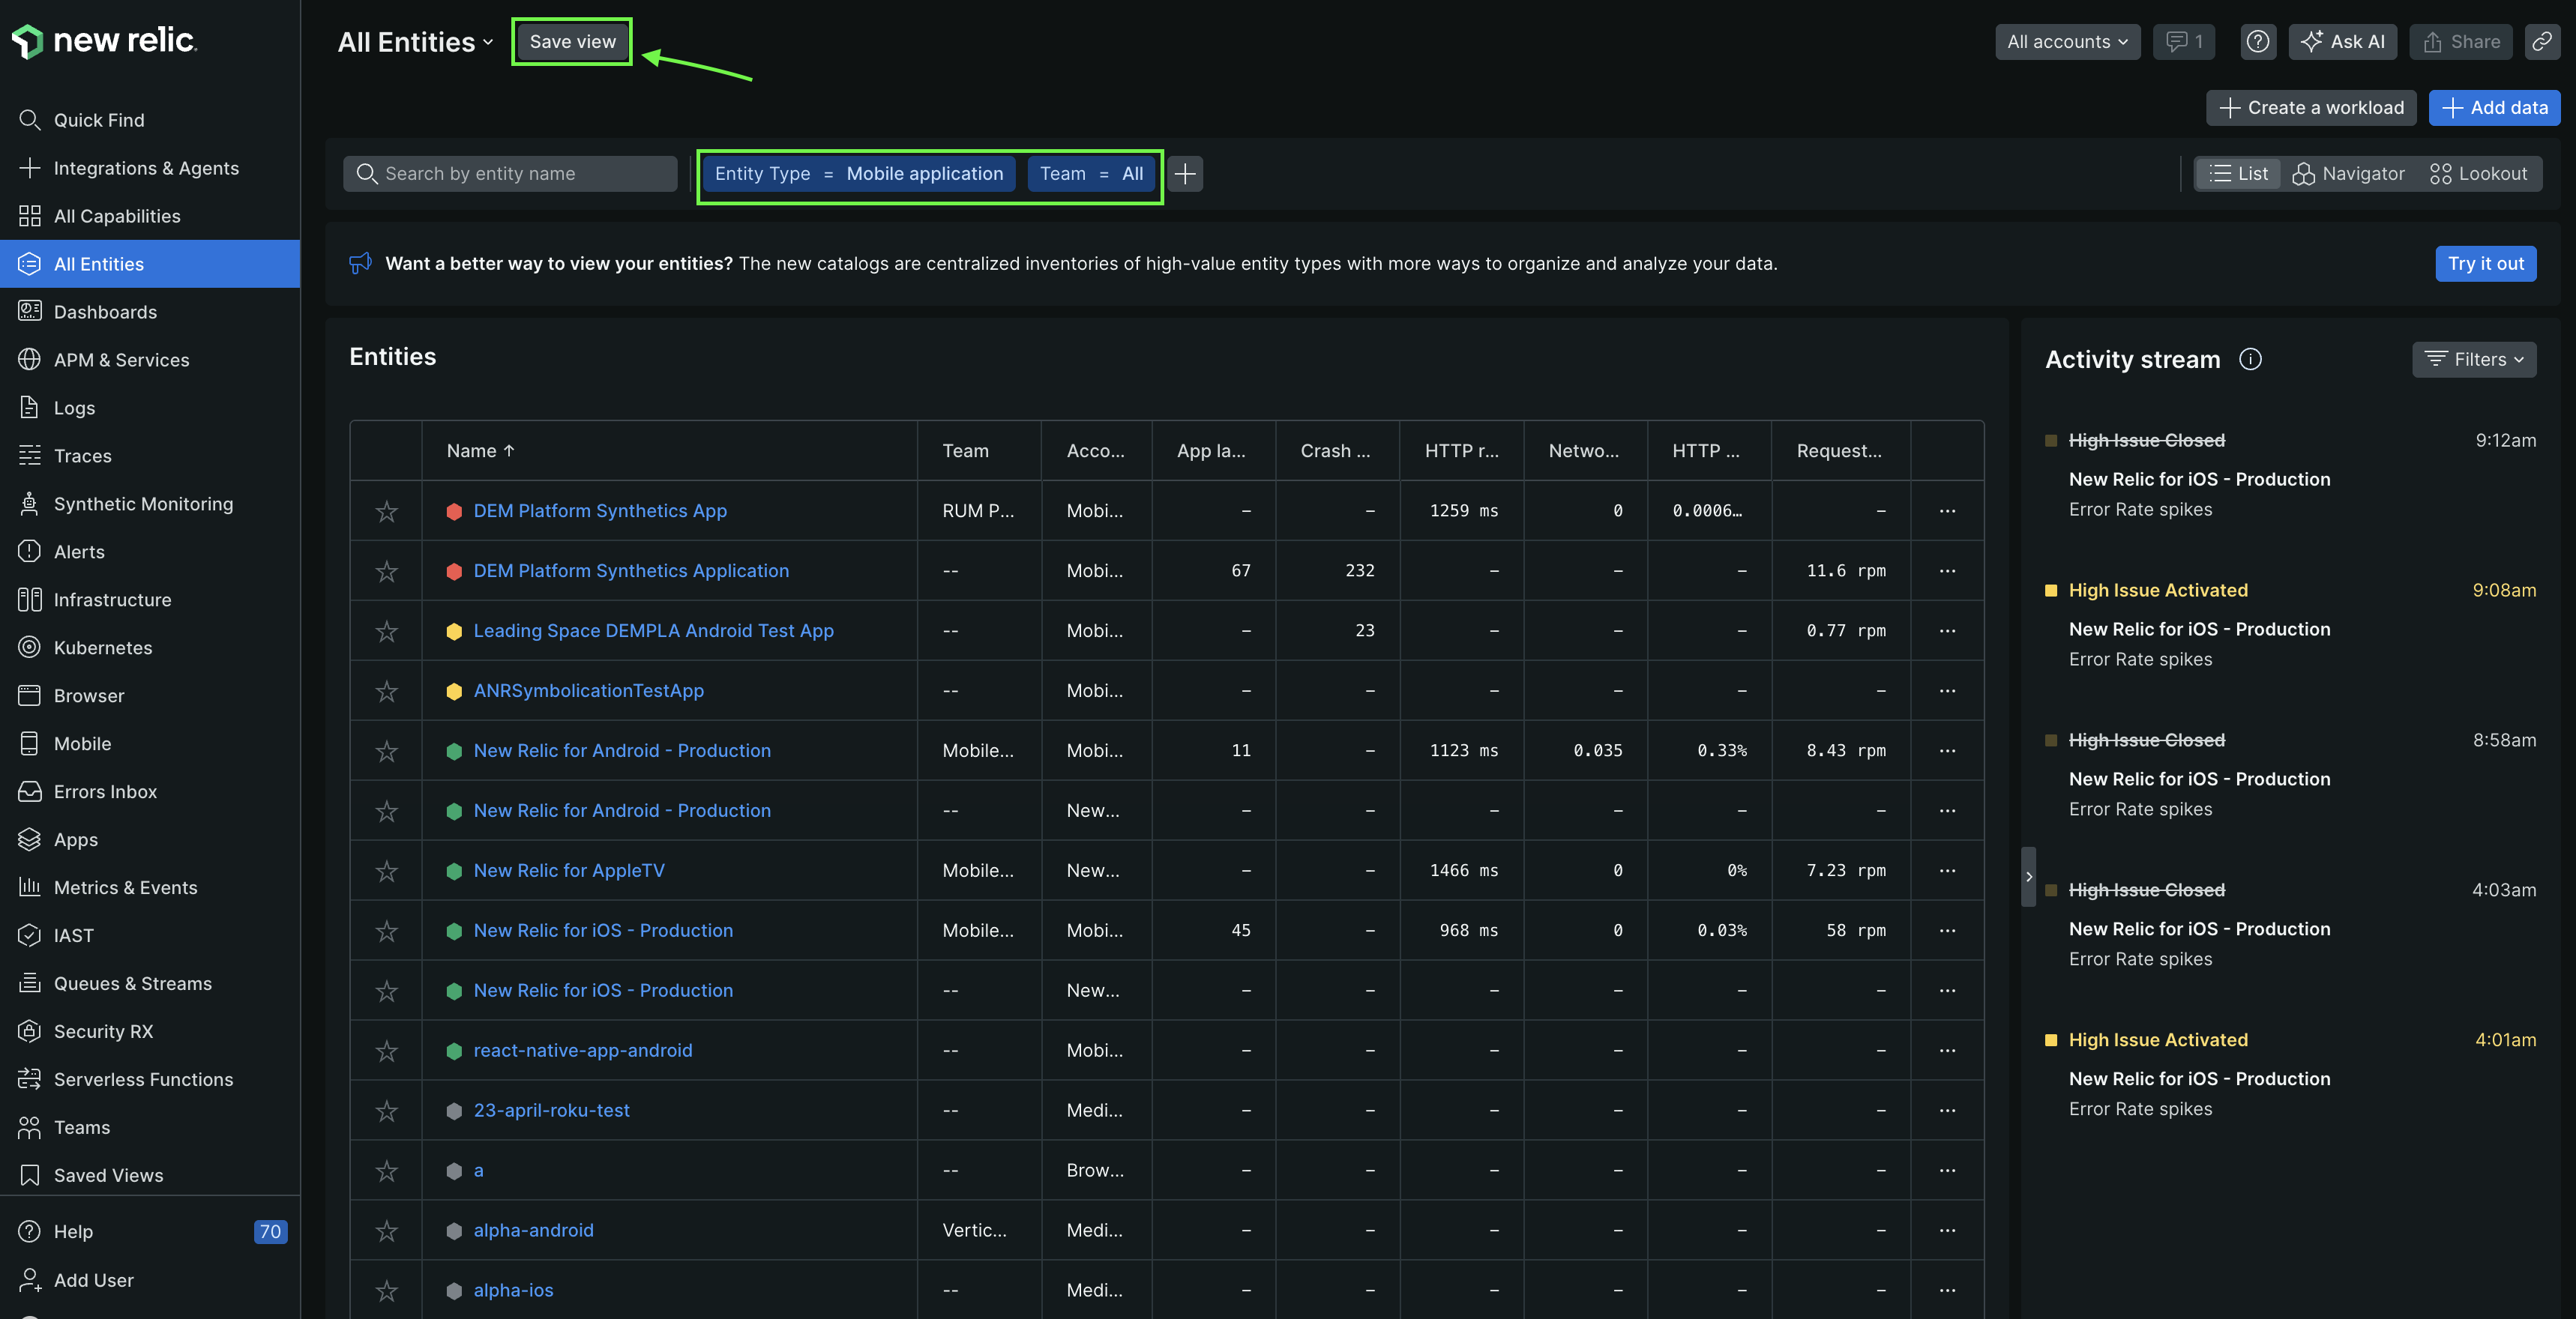 new relic.
Quick Find
Integrations & Agents
All Capabilities
All Entities
Dashboards
APM & Services
Logs
Traces
Synthetic Monitoring
Alerts
Infrastructure
Kubernetes
Browser
Mobile
Errors Inbox
Apps
Metrics & Events
IAST
Queues & Streams
Security RX
Serverless Functions
Teams
Saved Views
Help 70
Add User
All Entities Save view All accounts 1 Ask AI Share
Create a workload Add data
Search by entity name Entity Type = Mobile application Team = All List Navigator Lookout
Want a better way to view your entities? The new catalogs are centralized inventories of high-value entity types with more ways to organize and analyze your data. Try it out
Entities
Name ↑ Team Acco... App la... Crash ... HTTP r... Netwo... HTTP ... Request...
DEM Platform Synthetics App RUM P... Mobi... – – 1259 ms 0 0.0006... – ...
DEM Platform Synthetics Application -- Mobi... 67 232 – – – 11.6 rpm ...
Leading Space DEMPLA Android Test App -- Mobi... – 23 – – – 0.77 rpm ...
ANRSymbolicationTestApp -- Mobi... – – – – – – ...
New Relic for Android - Production Mobile... Mobi... 11 – 1123 ms 0.035 0.33% 8.43 rpm ...
New Relic for Android - Production -- New... – – – – – – ...
New Relic for AppleTV Mobile... New... – – 1466 ms 0 0% 7.23 rpm ...
New Relic for iOS - Production Mobile... Mobi... 45 – 968 ms 0 0.03% 58 rpm ...
New Relic for iOS - Production -- New... – – – – – – ...
react-native-app-android -- Mobi... – – – – – – ...
23-april-roku-test -- Medi... – – – – – – ...
a -- Brow... – – – – – – ...
alpha-android Vertic... Medi... – – – – – – ...
alpha-ios -- Medi... – – – – – – ...
Activity stream Filters
High Issue Closed 9:12am
New Relic for iOS - Production
Error Rate spikes
High Issue Activated 9:08am
New Relic for iOS - Production
Error Rate spikes
High Issue Closed 8:58am
New Relic for iOS - Production
Error Rate spikes
High Issue Closed 4:03am
New Relic for iOS - Production
Error Rate spikes
High Issue Activated 4:01am
New Relic for iOS - Production
Error Rate spikes